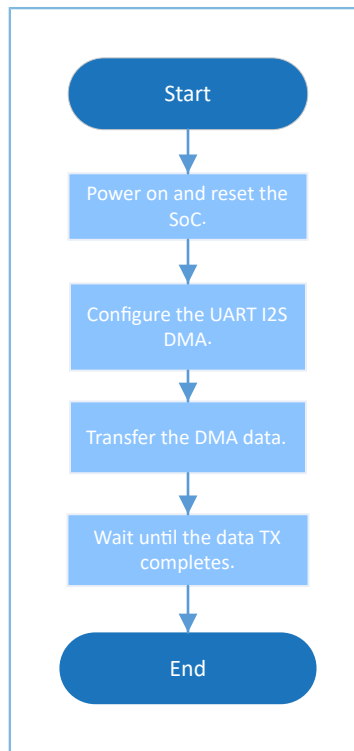 Start
Power on and reset the
SoC.
Configure the UART I2S
DMA.
Transfer the DMA data.
Wait until the data TX
completes.
End